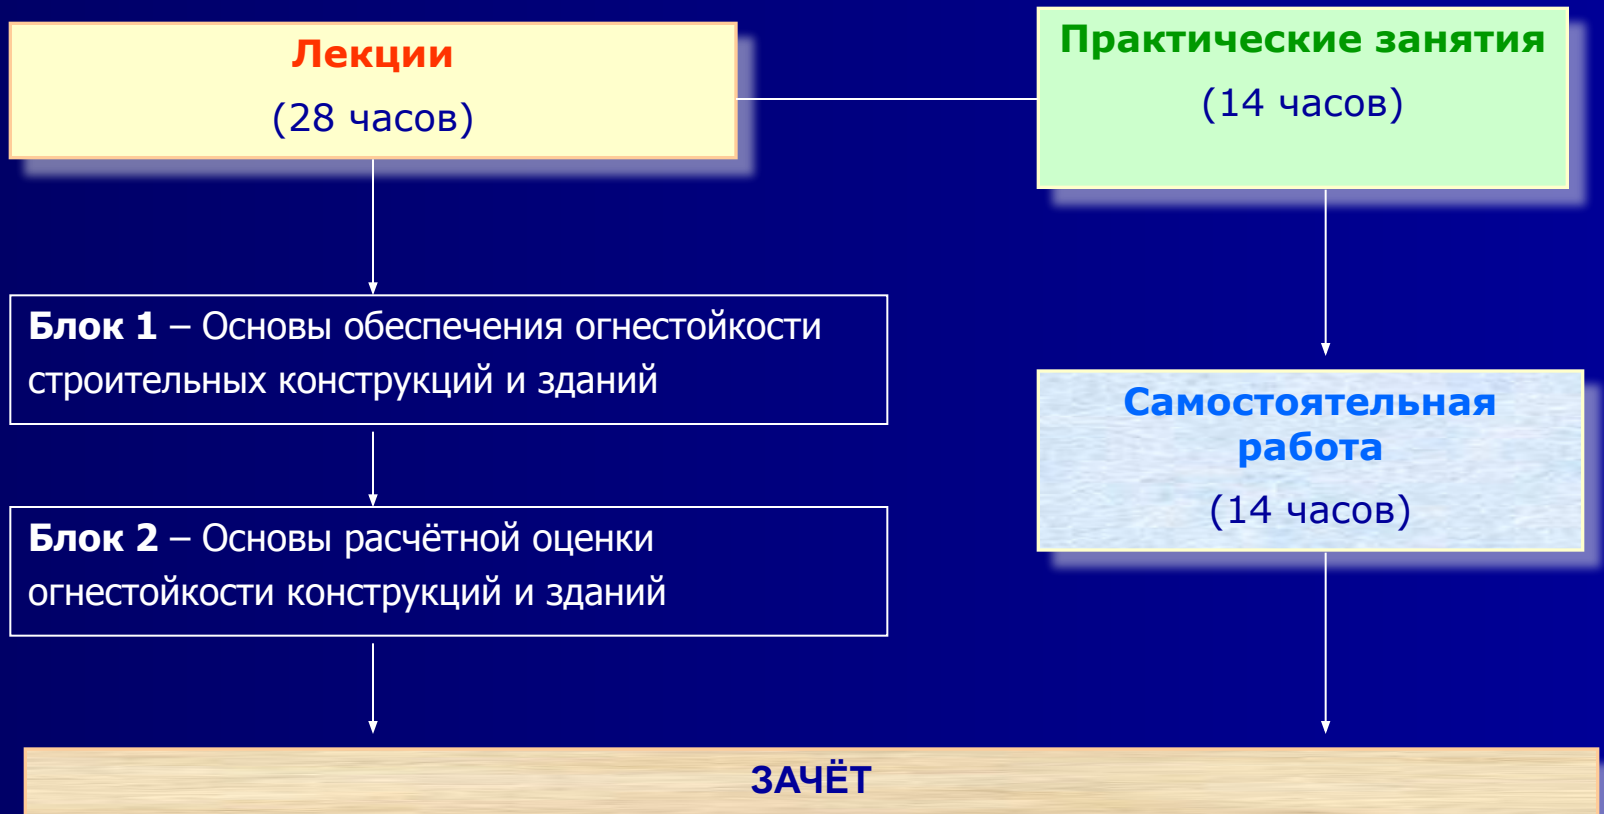 Лекции
(28 часов)
Практические занятия
(14 часов)
Блок 1 – Основы обеспечения огнестойкости
строительных конструкций и зданий
Блок 2 – Основы расчётной оценки
огнестойкости конструкций и зданий
Самостоятельная
работа
(14 часов)
ЗАЧЁТ